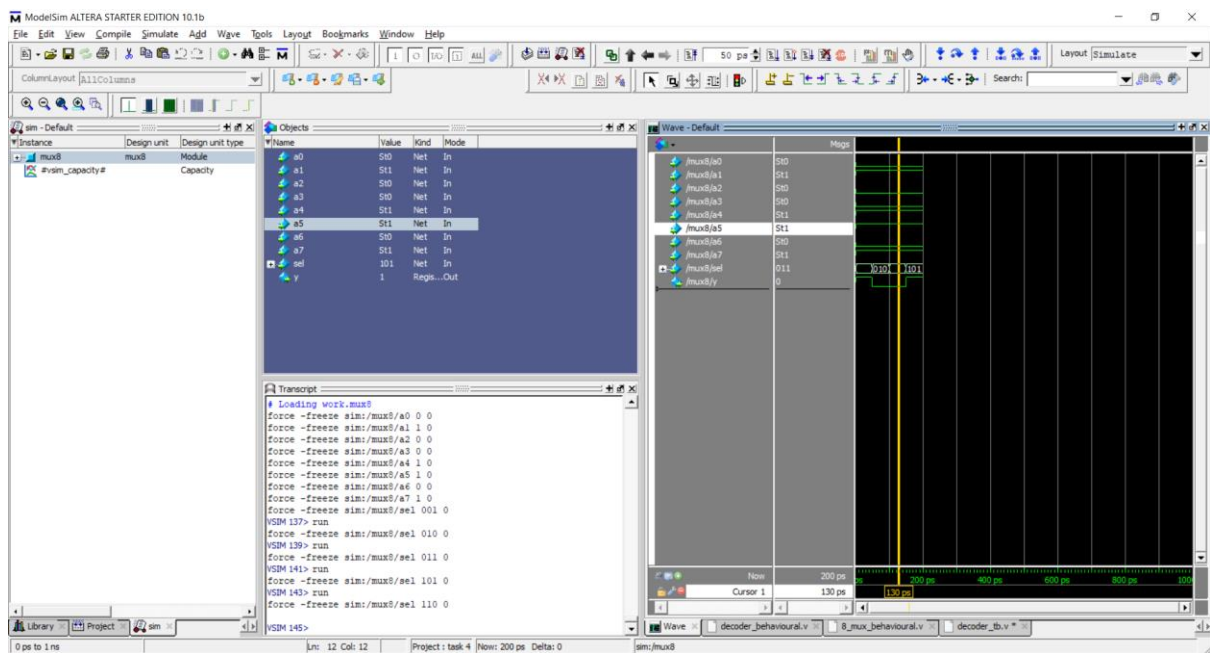 ModelSim ALTERA STARTER EDITION 10.1b
File Edit View Compile Simulate Add Wave Tools Layout Bookmarks Window Help
50 ps
Layout Simulate
ColumnLayout AllColumns
Search:
sim - Default
Instance Design unit Design unit type
mux8 mux8 Module
#vsim_capacity# Capacity
Objects
Name Value Kind Mode
a0 St0 Net In
a1 St1 Net In
a2 St0 Net In
a3 St0 Net In
a4 St1 Net In
a5 St1 Net In
a6 St0 Net In
a7 St1 Net In
sel 101 Net In
y 1 Regis...Out
Transcript
# Loading work.mux8
force -freeze sim:/mux8/a0 0 0
force -freeze sim:/mux8/a1 1 0
force -freeze sim:/mux8/a2 0 0
force -freeze sim:/mux8/a3 0 0
force -freeze sim:/mux8/a4 1 0
force -freeze sim:/mux8/a5 1 0
force -freeze sim:/mux8/a6 0 0
force -freeze sim:/mux8/a7 1 0
force -freeze sim:/mux8/sel 001 0
VSIM 137> run
force -freeze sim:/mux8/sel 010 0
VSIM 139> run
force -freeze sim:/mux8/sel 011 0
VSIM 141> run
force -freeze sim:/mux8/sel 101 0
VSIM 143> run
force -freeze sim:/mux8/sel 110 0
VSIM 145>
Wave - Default
Msgs
/mux8/a0 St0
/mux8/a1 St1
/mux8/a2 St0
/mux8/a3 St0
/mux8/a4 St1
/mux8/a5 St1
/mux8/a6 St0
/mux8/a7 St1
/mux8/sel 011 010 101
/mux8/y 0
Now 200 ps ps 200 ps 400 ps 600 ps 800 ps 100
Cursor 1 130 ps 130 ps
Library Project sim
Wave decoder_behavioural.v 8_mux_behavioural.v decoder_tb.v *
0 ps to 1 ns Ln: 12 Col: 12 Project : task 4 Now: 200 ps Delta: 0 sim:/mux8